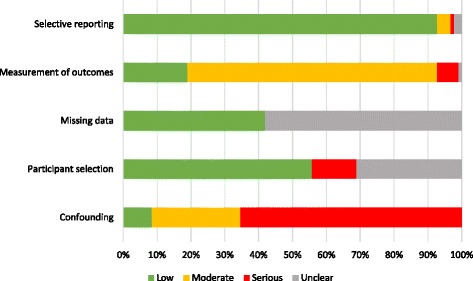 Selective reporting
Measurement of outcomes
Missing data
Participant selection
Confounding
0% 10% 20% 30% 40% 50% 60% 70% 80% 90% 100%
Low Moderate Serious Unclear